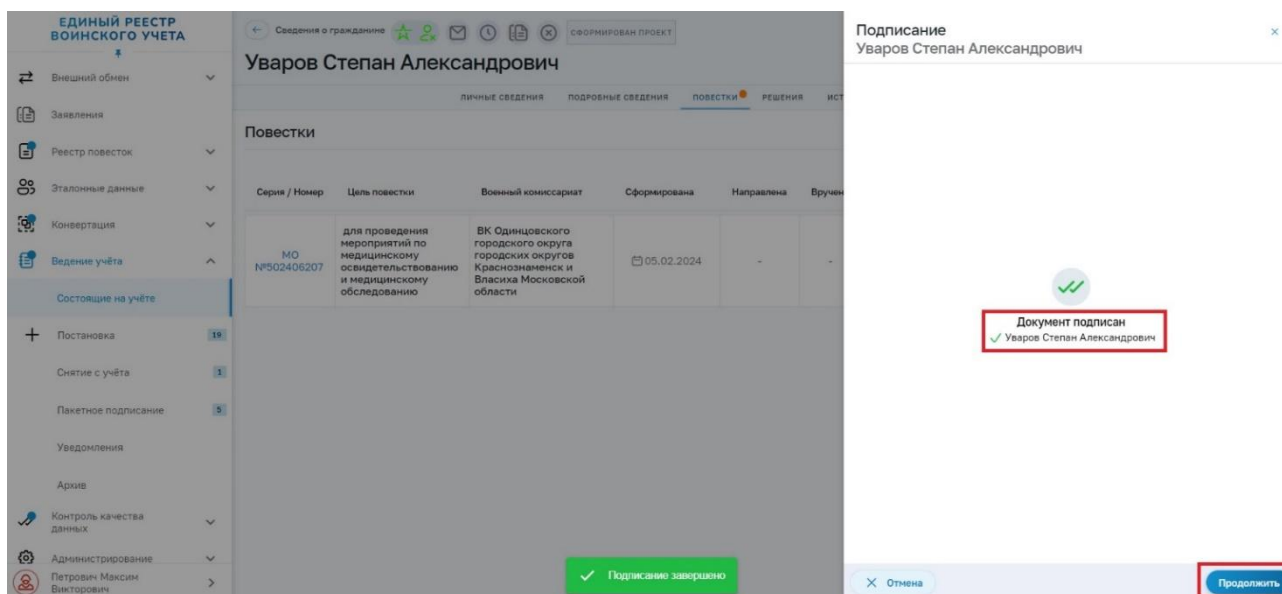 ЕДИНЫЙ РЕЕСТР
ВОИНСКОГО УЧЕТА
Внешний обмен
Заявления
Реестр повесток
Эталонные данные
Конвертация
Ведение учёта
Состоящие на учёте
Постановка 19
Снятие с учёта 1
Пакетное подписание 5
Уведомления
Архив
Контроль качества
данных
Администрирование
Петрович Максим
Викторович
Сведения о гражданине СФОРМИРОВАН ПРОЕКТ
Уваров Степан Александрович
ЛИЧНЫЕ СВЕДЕНИЯ ПОДРОБНЫЕ СВЕДЕНИЯ ПОВЕСТКИ РЕШЕНИЯ ИСТ
Повестки
Серия / Номер Цель повестки Военный комиссариат Сформирована Направлена Вручен
МО
№502406207
для проведения
мероприятий по
медицинскому
освидетельствованию
и медицинскому
обследованию
ВК Одинцовского
городского округа
городских округов
Краснознаменск и
Власиха Московской
области
05.02.2024 - -
Подписание завершено
Подписание
Уваров Степан Александрович
Документ подписан
Уваров Степан Александрович
Отмена
Продолжить